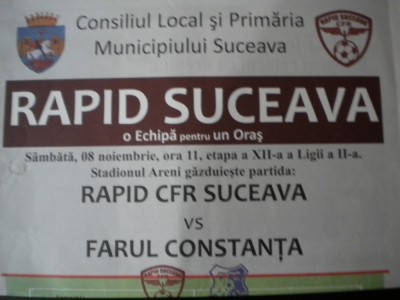 Consiliul Local şi Primăria
Municipiului Suceava
RAPID SUCEAVA
o Echipă pentru un Oraş
Sâmbătă, 08 noiembrie, ora 11, etapa a XII-a a Ligii a II-a.
Stadionul Areni găzduieşte partida:
RAPID CFR SUCEAVA
vs
FARUL CONSTANŢA